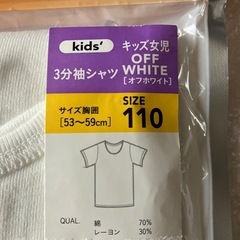 kids'
キッズ女児
3分袖シャツ
OFF
WHITE
[オフホワイト]
サイズ胸囲
[53〜59cm]
SIZE
110
QUAL.
綿 70%
レーヨン 30%